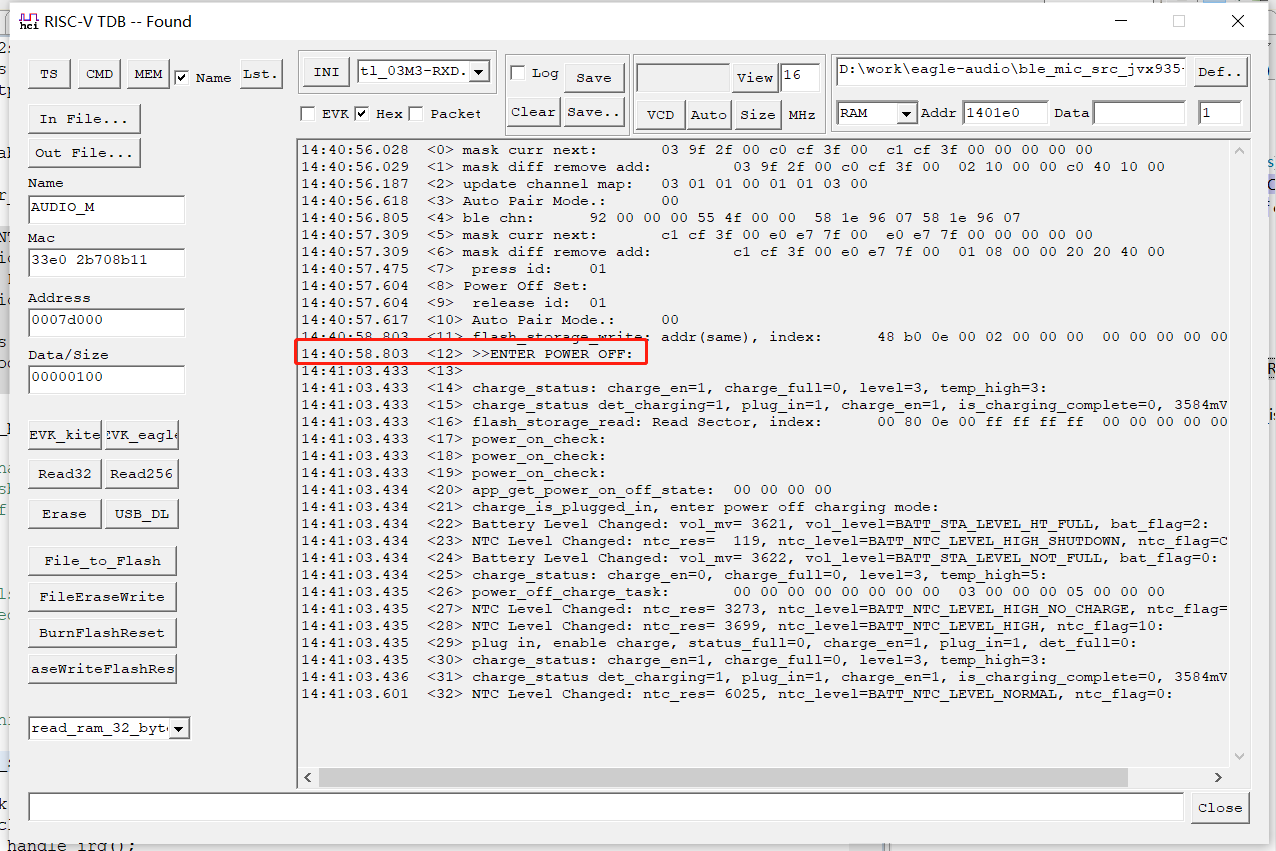 RISC-V TDB -- Found
TS CMD MEM Name Lst.
INI tl_03M3-RXD.
Log Save
View 16
D:\work\eagle-audio\ble_mic_src_jvx935- Def..
In File...
EVK Hex Packet
Clear Save..
VCD Auto Size MHz
RAM Addr 1401e0 Data 1
Out File...
Name
AUDIO_M
Mac
33e0 2b708b11
Address
0007d000
Data/Size
00000100
EVK_kite EVK_eagle
Read32 Read256
Erase USB_DL
File_to_Flash
FileEraseWrite
BurnFlashReset
aseWriteFlashRes
read_ram_32_byt
14:40:56.028 <0> mask curr next: 03 9f 2f 00 c0 cf 3f 00 c1 cf 3f 00 00 00 00 00
14:40:56.029 <1> mask diff remove add: 03 9f 2f 00 c0 cf 3f 00 02 10 00 00 c0 40 10 00
14:40:56.187 <2> update channel map: 03 01 01 00 01 01 03 00
14:40:56.618 <3> Auto Pair Mode.: 00
14:40:56.805 <4> ble chn: 92 00 00 00 55 4f 00 00 58 1e 96 07 58 1e 96 07
14:40:57.309 <5> mask curr next: c1 cf 3f 00 e0 e7 7f 00 e0 e7 7f 00 00 00 00 00
14:40:57.309 <6> mask diff remove add: c1 cf 3f 00 e0 e7 7f 00 01 08 00 00 20 20 40 00
14:40:57.475 <7> press id: 01
14:40:57.604 <8> Power Off Set:
14:40:57.604 <9> release id: 01
14:40:57.617 <10> Auto Pair Mode.: 00
14:40:58.803 <11> flash_storage_write: addr(same), index: 48 b0 0e 00 02 00 00 00 00 00 00 00
14:40:58.803 <12> >>ENTER POWER OFF:
14:41:03.433 <13>
14:41:03.433 <14> charge_status: charge_en=1, charge_full=0, level=3, temp_high=3:
14:41:03.433 <15> charge_status det_charging=1, plug_in=1, charge_en=1, is_charging_complete=0, 3584mV
14:41:03.433 <16> flash_storage_read: Read Sector, index: 00 80 0e 00 ff ff ff ff 00 00 00 00 00
14:41:03.433 <17> power_on_check:
14:41:03.433 <18> power_on_check:
14:41:03.433 <19> power_on_check:
14:41:03.434 <20> app_get_power_on_off_state: 00 00 00 00
14:41:03.434 <21> charge_is_plugged_in, enter power off charging mode:
14:41:03.434 <22> Battery Level Changed: vol_mv= 3621, vol_level=BATT_STA_LEVEL_HT_FULL, bat_flag=2:
14:41:03.434 <23> NTC Level Changed: ntc_res= 119, ntc_level=BATT_NTC_LEVEL_HIGH_SHUTDOWN, ntc_flag=C
14:41:03.434 <24> Battery Level Changed: vol_mv= 3622, vol_level=BATT_STA_LEVEL_NOT_FULL, bat_flag=0:
14:41:03.434 <25> charge_status: charge_en=0, charge_full=0, level=3, temp_high=5:
14:41:03.435 <26> power_off_charge_task: 00 00 00 00 00 00 00 00 03 00 00 00 05 00 00 00
14:41:03.435 <27> NTC Level Changed: ntc_res= 3273, ntc_level=BATT_NTC_LEVEL_HIGH_NO_CHARGE, ntc_flag=
14:41:03.435 <28> NTC Level Changed: ntc_res= 3699, ntc_level=BATT_NTC_LEVEL_HIGH, ntc_flag=10:
14:41:03.435 <29> plug in, enable charge, status_full=0, charge_en=1, plug_in=1, det_full=0:
14:41:03.435 <30> charge_status: charge_en=1, charge_full=0, level=3, temp_high=3:
14:41:03.436 <31> charge_status det_charging=1, plug_in=1, charge_en=1, is_charging_complete=0, 3584mV
14:41:03.601 <32> NTC Level Changed: ntc_res= 6025, ntc_level=BATT_NTC_LEVEL_NORMAL, ntc_flag=0:
Close
handle_irq();